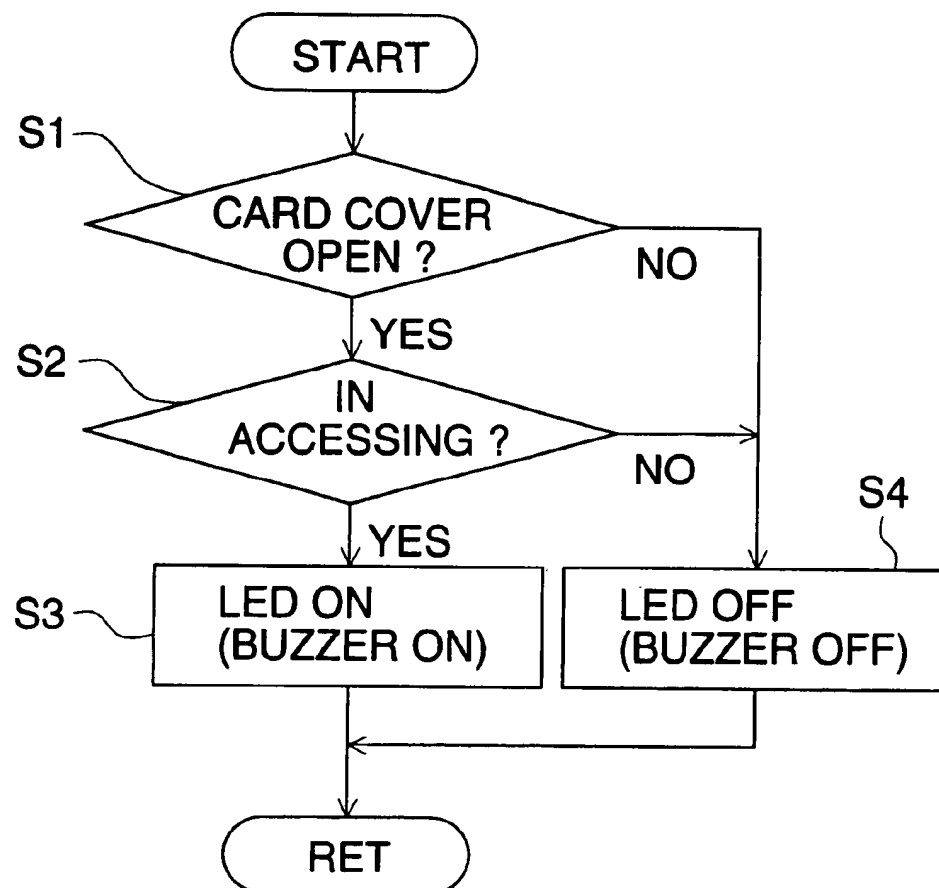 START
S1
CARD COVER
OPEN ?
NO
YES
S2
IN
ACCESSING ?
NO
YES
S4
S3
LED ON
(BUZZER ON)
LED OFF
(BUZZER OFF)
RET